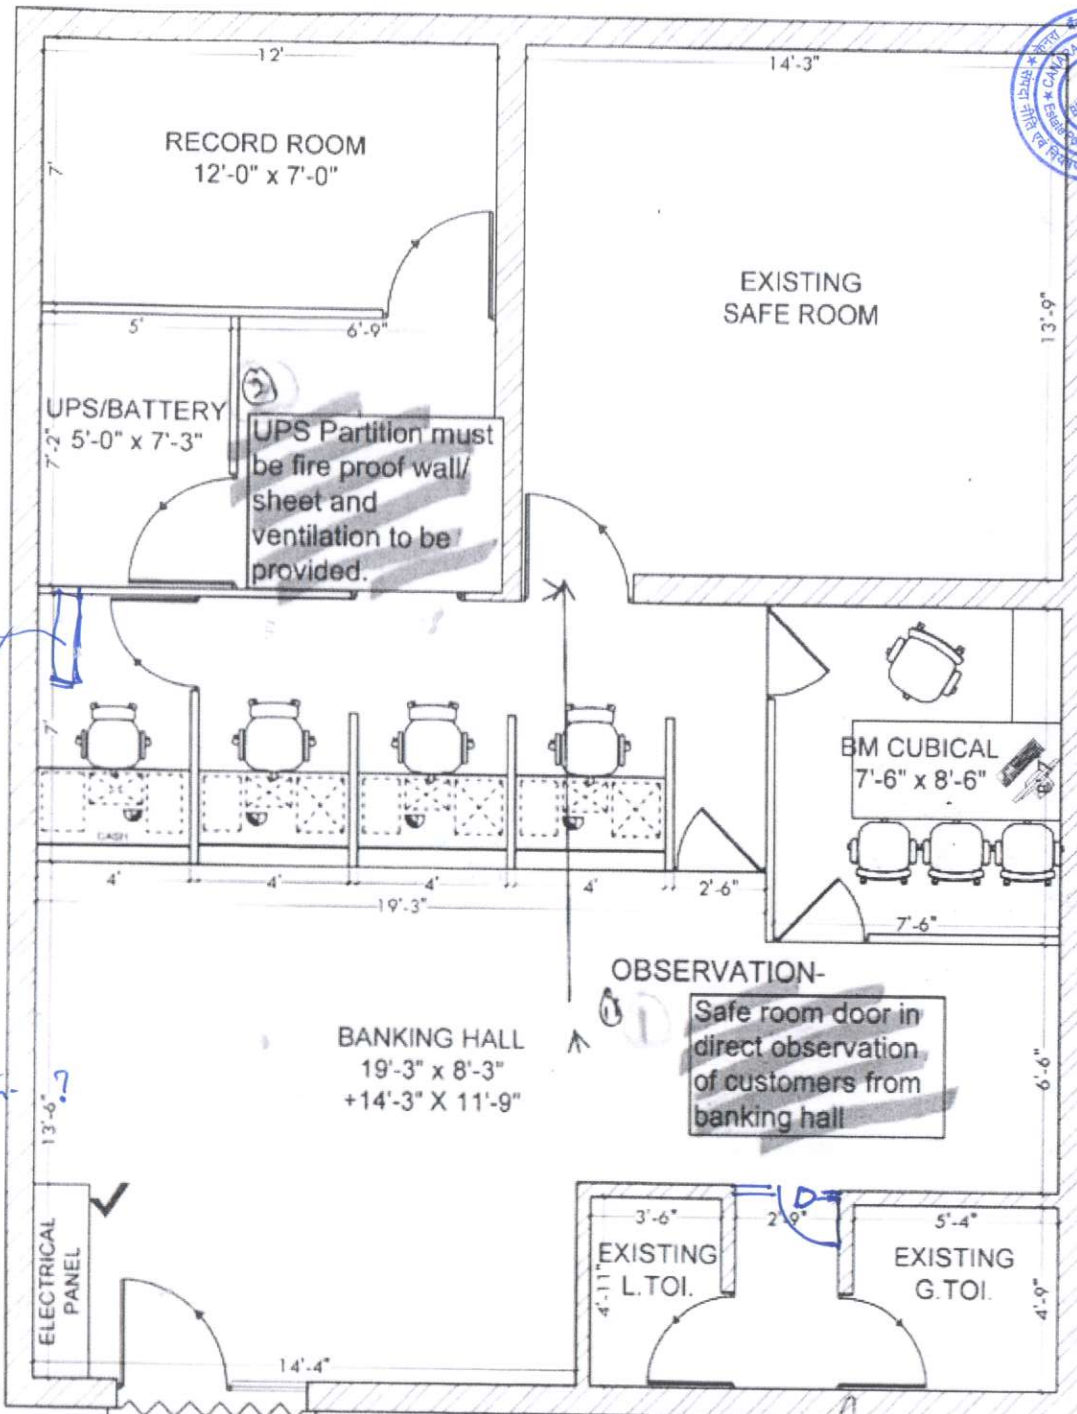 12'
14'-3"
RECORD ROOM
12'-0" x 7'-0"
7'
EXISTING
SAFE ROOM
13'-9"
5'
6'-9"
UPS/BATTERY
5'-0" x 7'-3"
7'-2"
2
UPS Partition must
be fire proof wall/
sheet and
ventilation to be
provided.
7'
BM CUBICAL
7'-6" x 8'-6"
CASH
4'
4'
4'
4'
2'-6"
19'-3"
7'-6"
OBSERVATION-
1
Safe room door in
direct observation
of customers from
banking hall
BANKING HALL
19'-3" x 8'-3"
+14'-3" X 11'-9"
6'-6"
13'-6"
?
D
3'-6"
2'-9"
5'-4"
EXISTING
L.TOI.
4'-11"
EXISTING
G.TOI.
4'-9"
ELECTRICAL
PANEL
14'-4"
CANARA
Estate